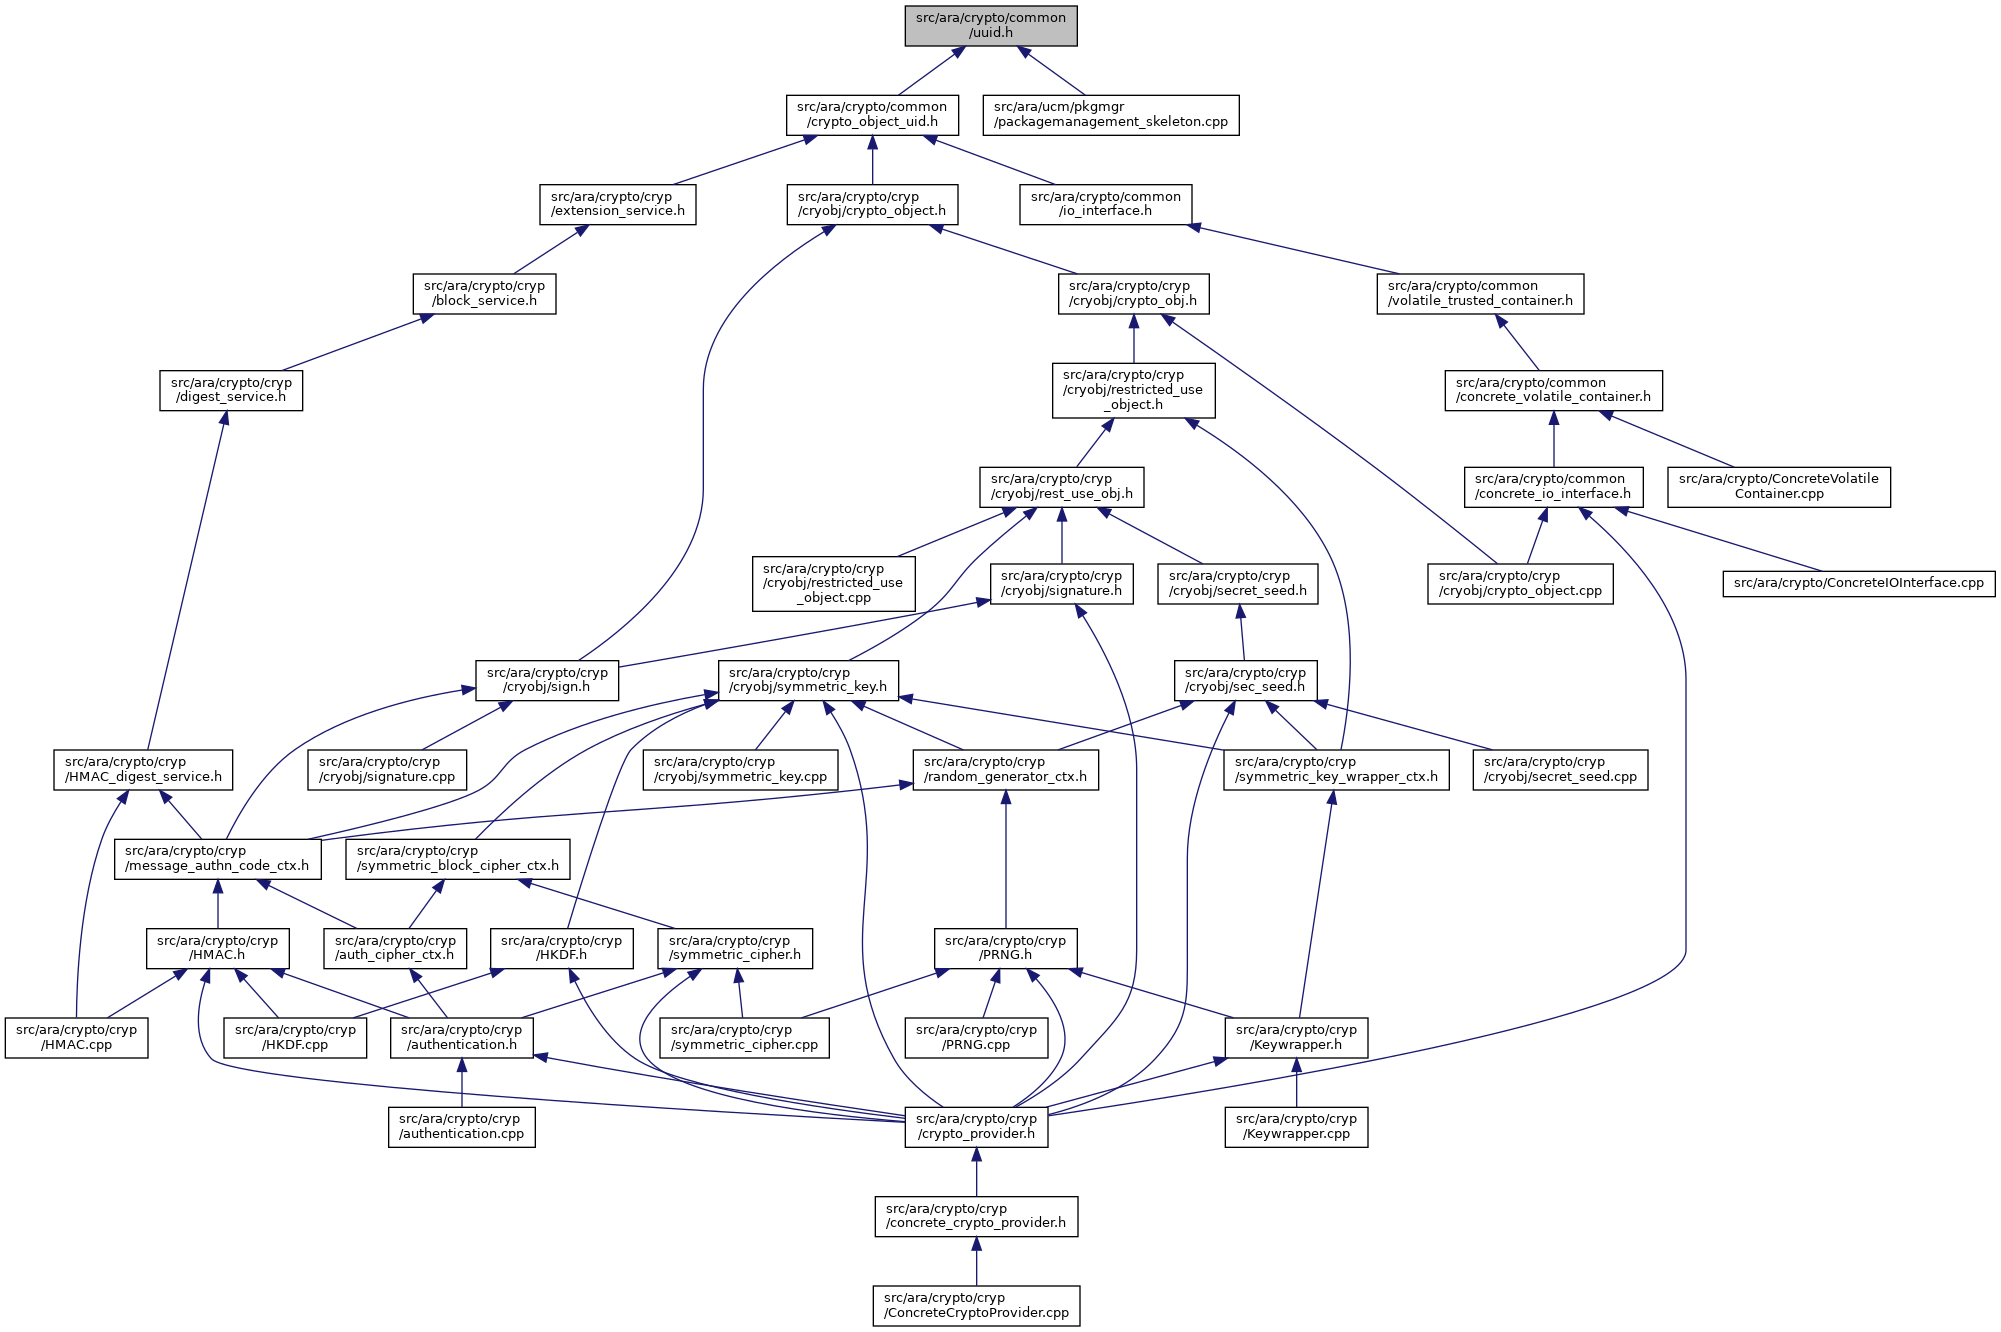 src/ara/crypto/common
/uuid.h
src/ara/crypto/common
/crypto_object_uid.h
src/ara/ucm/pkgmgr
/packagemanagement_skeleton.cpp
src/ara/crypto/cryp
/extension_service.h
src/ara/crypto/cryp
/cryobj/crypto_object.h
src/ara/crypto/common
/io_interface.h
src/ara/crypto/cryp
/block_service.h
src/ara/crypto/cryp
/cryobj/crypto_obj.h
src/ara/crypto/common
/volatile_trusted_container.h
src/ara/crypto/cryp
/digest_service.h
src/ara/crypto/cryp
/cryobj/restricted_use
_object.h
src/ara/crypto/common
/concrete_volatile_container.h
src/ara/crypto/cryp
/cryobj/rest_use_obj.h
src/ara/crypto/common
/concrete_io_interface.h
src/ara/crypto/ConcreteVolatile
Container.cpp
src/ara/crypto/cryp
/cryobj/restricted_use
_object.cpp
src/ara/crypto/cryp
/cryobj/signature.h
src/ara/crypto/cryp
/cryobj/secret_seed.h
src/ara/crypto/cryp
/cryobj/crypto_object.cpp
src/ara/crypto/ConcreteIOInterface.cpp
src/ara/crypto/cryp
/cryobj/sign.h
src/ara/crypto/cryp
/cryobj/symmetric_key.h
src/ara/crypto/cryp
/cryobj/sec_seed.h
src/ara/crypto/cryp
/HMAC_digest_service.h
src/ara/crypto/cryp
/cryobj/signature.cpp
src/ara/crypto/cryp
/cryobj/symmetric_key.cpp
src/ara/crypto/cryp
/random_generator_ctx.h
src/ara/crypto/cryp
/symmetric_key_wrapper_ctx.h
src/ara/crypto/cryp
/cryobj/secret_seed.cpp
src/ara/crypto/cryp
/message_authn_code_ctx.h
src/ara/crypto/cryp
/symmetric_block_cipher_ctx.h
src/ara/crypto/cryp
/HMAC.h
src/ara/crypto/cryp
/auth_cipher_ctx.h
src/ara/crypto/cryp
/HKDF.h
src/ara/crypto/cryp
/symmetric_cipher.h
src/ara/crypto/cryp
/PRNG.h
src/ara/crypto/cryp
/HMAC.cpp
src/ara/crypto/cryp
/HKDF.cpp
src/ara/crypto/cryp
/authentication.h
src/ara/crypto/cryp
/symmetric_cipher.cpp
src/ara/crypto/cryp
/PRNG.cpp
src/ara/crypto/cryp
/Keywrapper.h
src/ara/crypto/cryp
/authentication.cpp
src/ara/crypto/cryp
/crypto_provider.h
src/ara/crypto/cryp
/Keywrapper.cpp
src/ara/crypto/cryp
/concrete_crypto_provider.h
src/ara/crypto/cryp
/ConcreteCryptoProvider.cpp